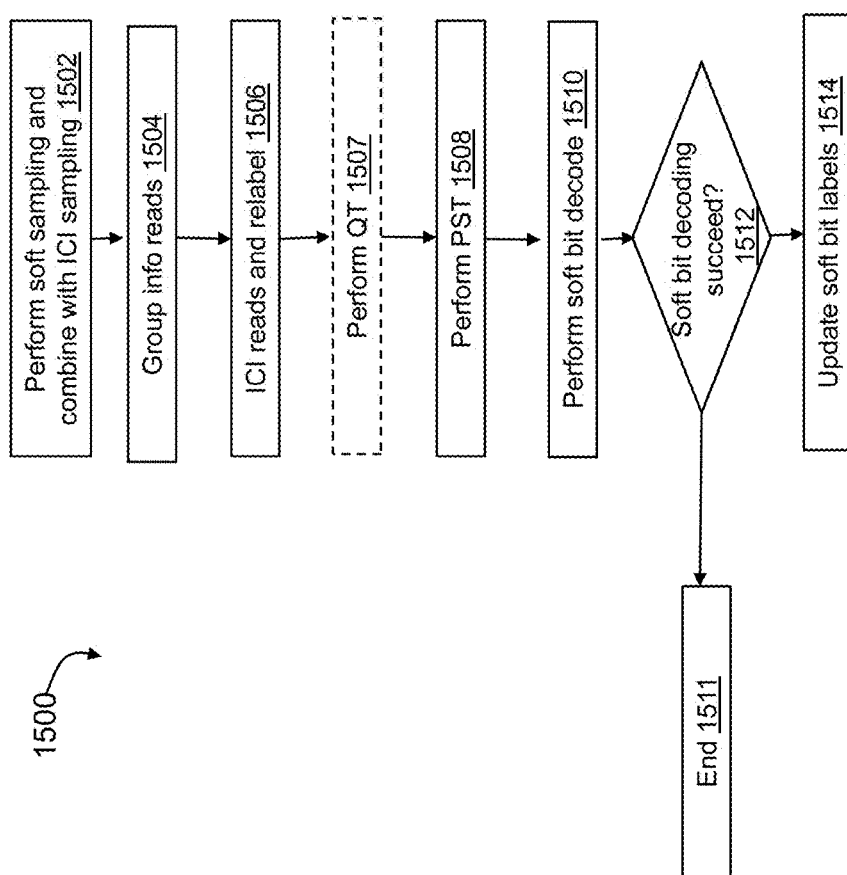 1500
Perform soft sampling and
combine with ICI sampling 1502
Group info reads 1504
ICI reads and relabel 1506
Perform QT 1507
Perform PST 1508
Perform soft bit decode 1510
Soft bit decoding
succeed?
1512
End 1511
Update soft bit labels 1514